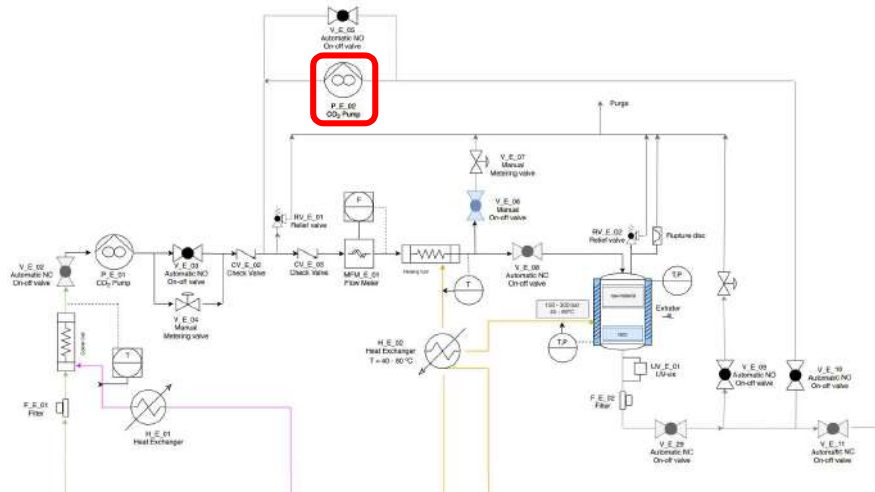 V_E_05
Automatic NO
On-off valve
P_E_02
CO₂ Pump
Purge
V_E_07
Manual
Metering valve
V_E_06
Manual
On-off valve
RV_E_01
Relief valve
F
RV_E_02
Relief valve
Rupture disc
V_E_02
Automatic NC
On-off valve
P_E_01
CO₂ Pump
V_E_03
Automatic NO
On-off valve
CV_E_02
Check Valve
CV_E_03
Check Valve
MFM_E_01
Flow Meter
Heating fluid
V_E_08
Automatic NC
On-off valve
T
T,P
V_E_04
Manual
Metering valve
Extrator
~4L
T,P
H_E_02
Heat Exchanger
T = 40 - 80 °C
T
UV_E_01
UV-vis
V_E_09
Automatic NO
On-off valve
V_E_10
Automatic NO
On-off valve
F_E_01
Filter
F_E_02
Filter
H_E_01
Heat Exchanger
V_E_29
Automatic NC
On-off valve
V_E_11
Automatic NC
On-off valve